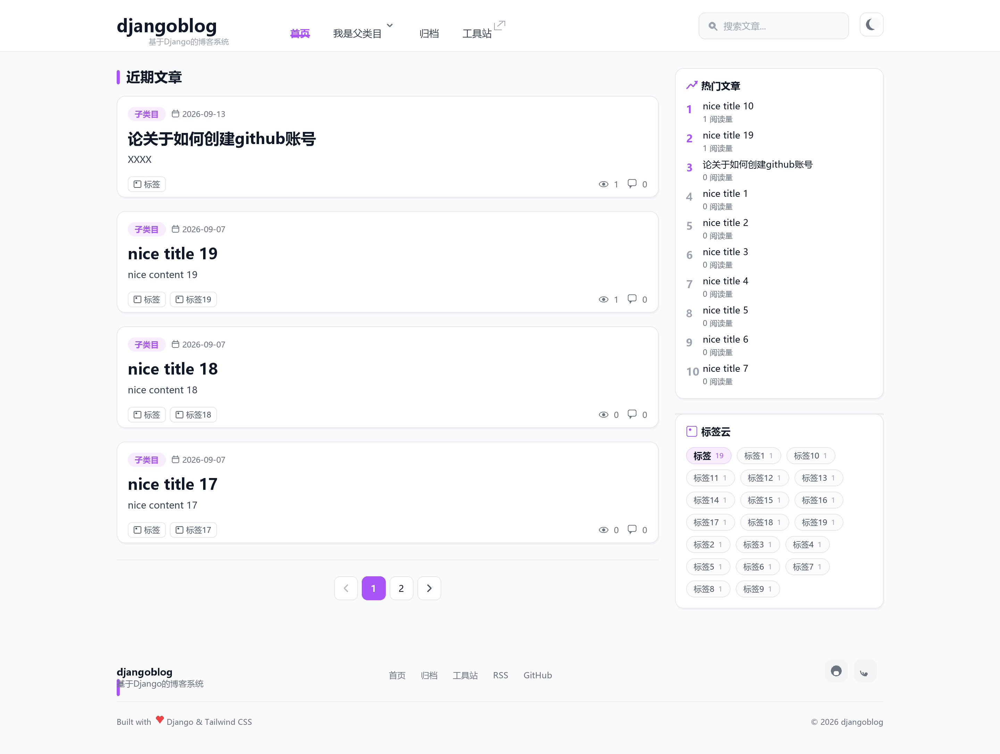 djangoblog
基于Django的博客系统
首页
我是父类目
归档
工具站
搜索文章...
近期文章
子类目 2026-09-13
论关于如何创建github账号
XXXX
标签
1 0
子类目 2026-09-07
nice title 19
nice content 19
标签 标签19
1 0
子类目 2026-09-07
nice title 18
nice content 18
标签 标签18
0 0
子类目 2026-09-07
nice title 17
nice content 17
标签 标签17
0 0
1 2
热门文章
1 nice title 10
1 阅读量
2 nice title 19
1 阅读量
3 论关于如何创建github账号
0 阅读量
4 nice title 1
0 阅读量
5 nice title 2
0 阅读量
6 nice title 3
0 阅读量
7 nice title 4
0 阅读量
8 nice title 5
0 阅读量
9 nice title 6
0 阅读量
10 nice title 7
0 阅读量
标签云
标签 19 标签1 1 标签10 1
标签11 1 标签12 1 标签13 1
标签14 1 标签15 1 标签16 1
标签17 1 标签18 1 标签19 1
标签2 1 标签3 1 标签4 1
标签5 1 标签6 1 标签7 1
标签8 1 标签9 1
djangoblog
基于Django的博客系统
首页 归档 工具站 RSS GitHub
Built with Django & Tailwind CSS
© 2026 djangoblog